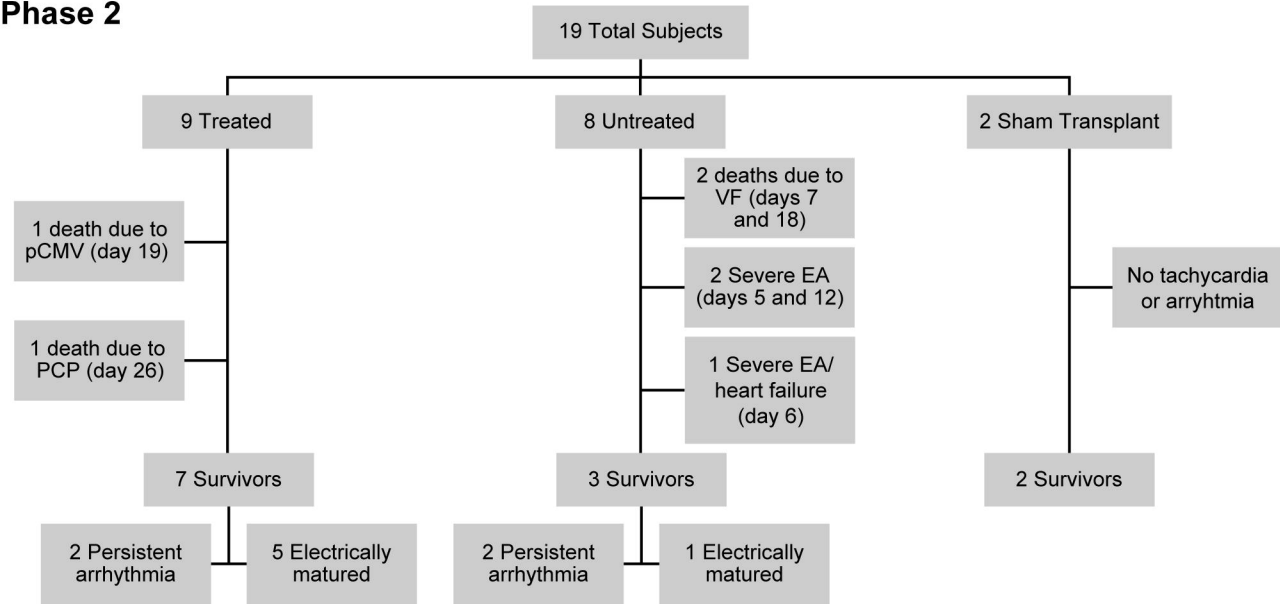 Phase 2
19 Total Subjects
9 Treated
8 Untreated
2 Sham Transplant
1 death due to
pCMV (day 19)
1 death due to
PCP (day 26)
2 deaths due to
VF (days 7
and 18)
2 Severe EA
(days 5 and 12)
1 Severe EA/
heart failure
(day 6)
No tachycardia
or arryhtmia
7 Survivors
3 Survivors
2 Survivors
2 Persistent
arrhythmia
5 Electrically
matured
2 Persistent
arrhythmia
1 Electrically
matured